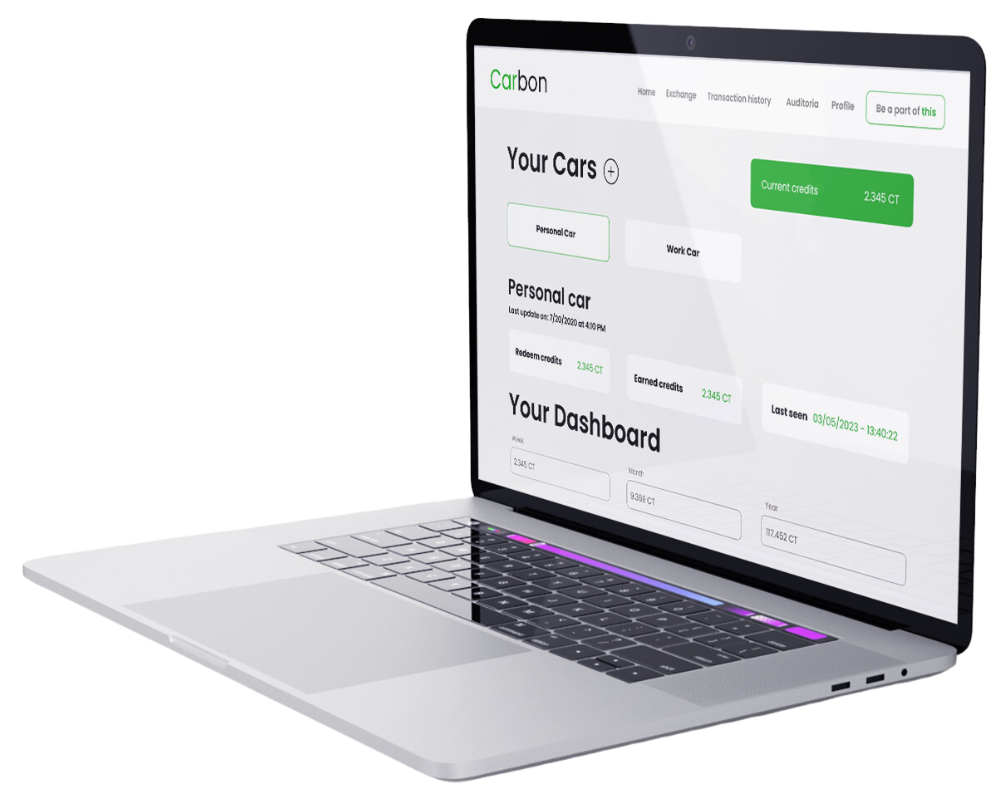 Carbon
Home Exchange Transaction history Auditoria Profile Be a part of this
Your Cars
Current credits 2.345 CT
Personal Car
Work Car
Personal car
Last update on: 7/20/2020 at 4:10 PM
Redeem credits 2.345 CT
Earned credits 2.345 CT
Last seen 03/05/2023 - 13:40:22
Your Dashboard
Week
2.345 CT
Month
9.368 CT
Year
117.452 CT